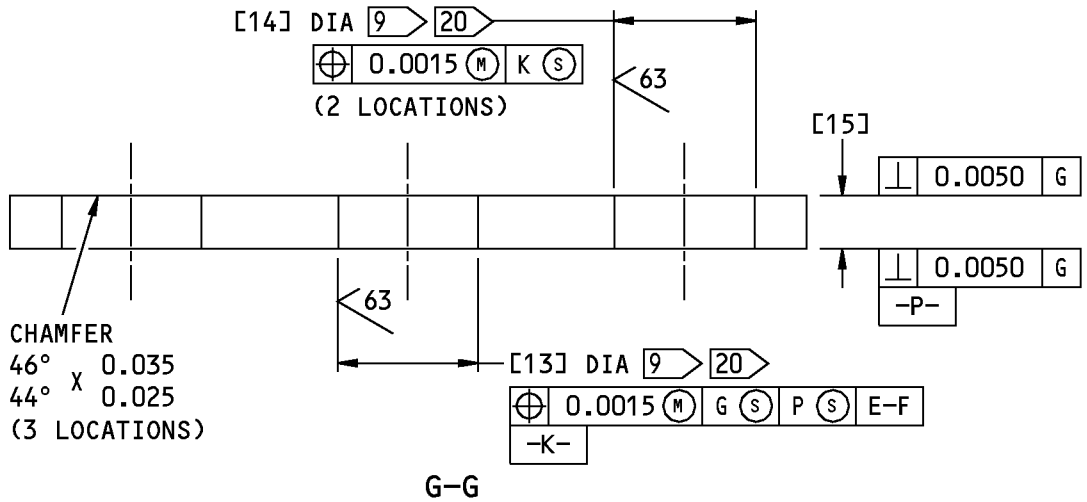 [14] DIA 9 20
⌖ 0.0015 Ⓜ K Ⓢ
(2 LOCATIONS)
63
[15]
⟂ 0.0050 G
⟂ 0.0050 G
-P-
63
CHAMFER
46° X 0.035
44° 0.025
(3 LOCATIONS)
[13] DIA 9 20
⌖ 0.0015 Ⓜ G Ⓢ P Ⓢ E-F
-K-
G-G